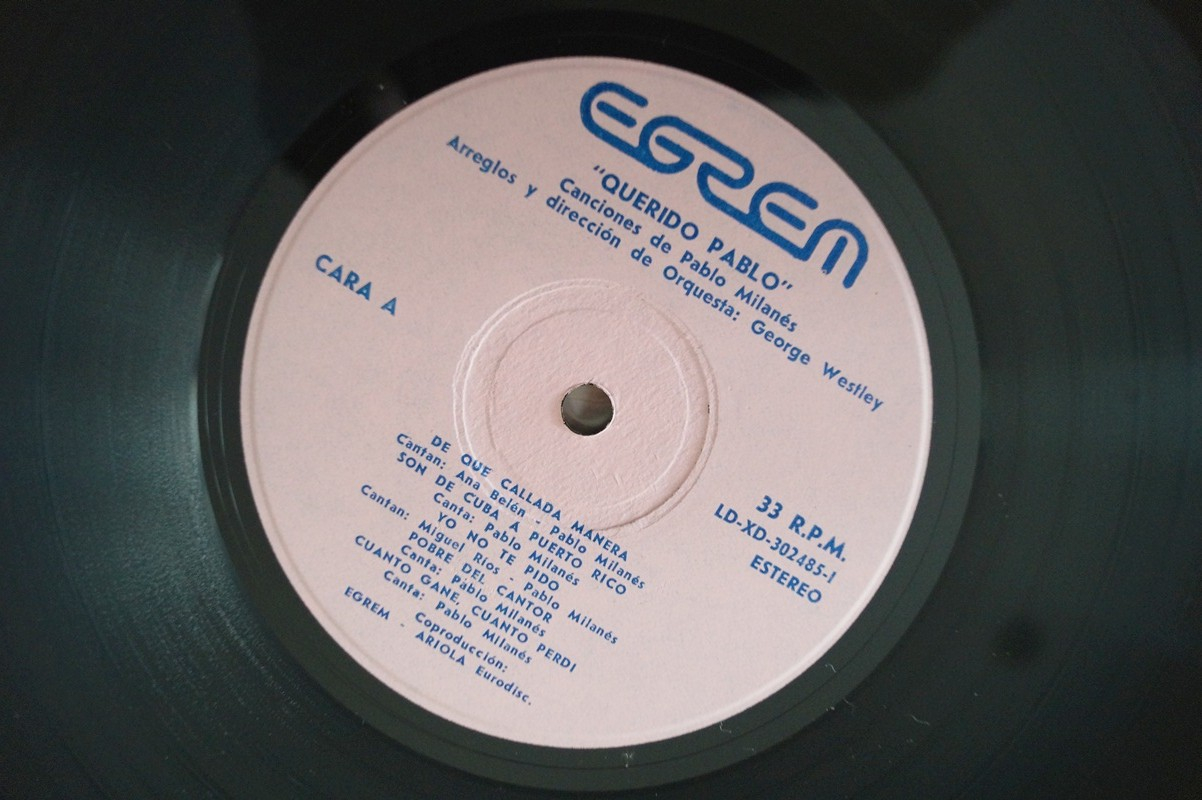 EGREM
"QUERIDO PABLO"
Canciones de Pablo Milanés
Arreglos y dirección de Orquesta: George Westley
CARA A
33 R.P.M.
LD-XD-302485-I
ESTEREO
DE QUE CALLADA MANERA
Cantan: Ana Belén - Pablo Milanés
SON DE CUBA A PUERTO RICO
Canta: Pablo Milanés
YO NO TE PIDO
Cantan: Miguel Ríos - Pablo Milanés
POBRE DEL CANTOR
Canta: Pablo Milanés
CUANTO GANE, CUANTO PERDI
Canta: Pablo Milanés
Coproducción:
EGREM - ARIOLA Eurodisc.